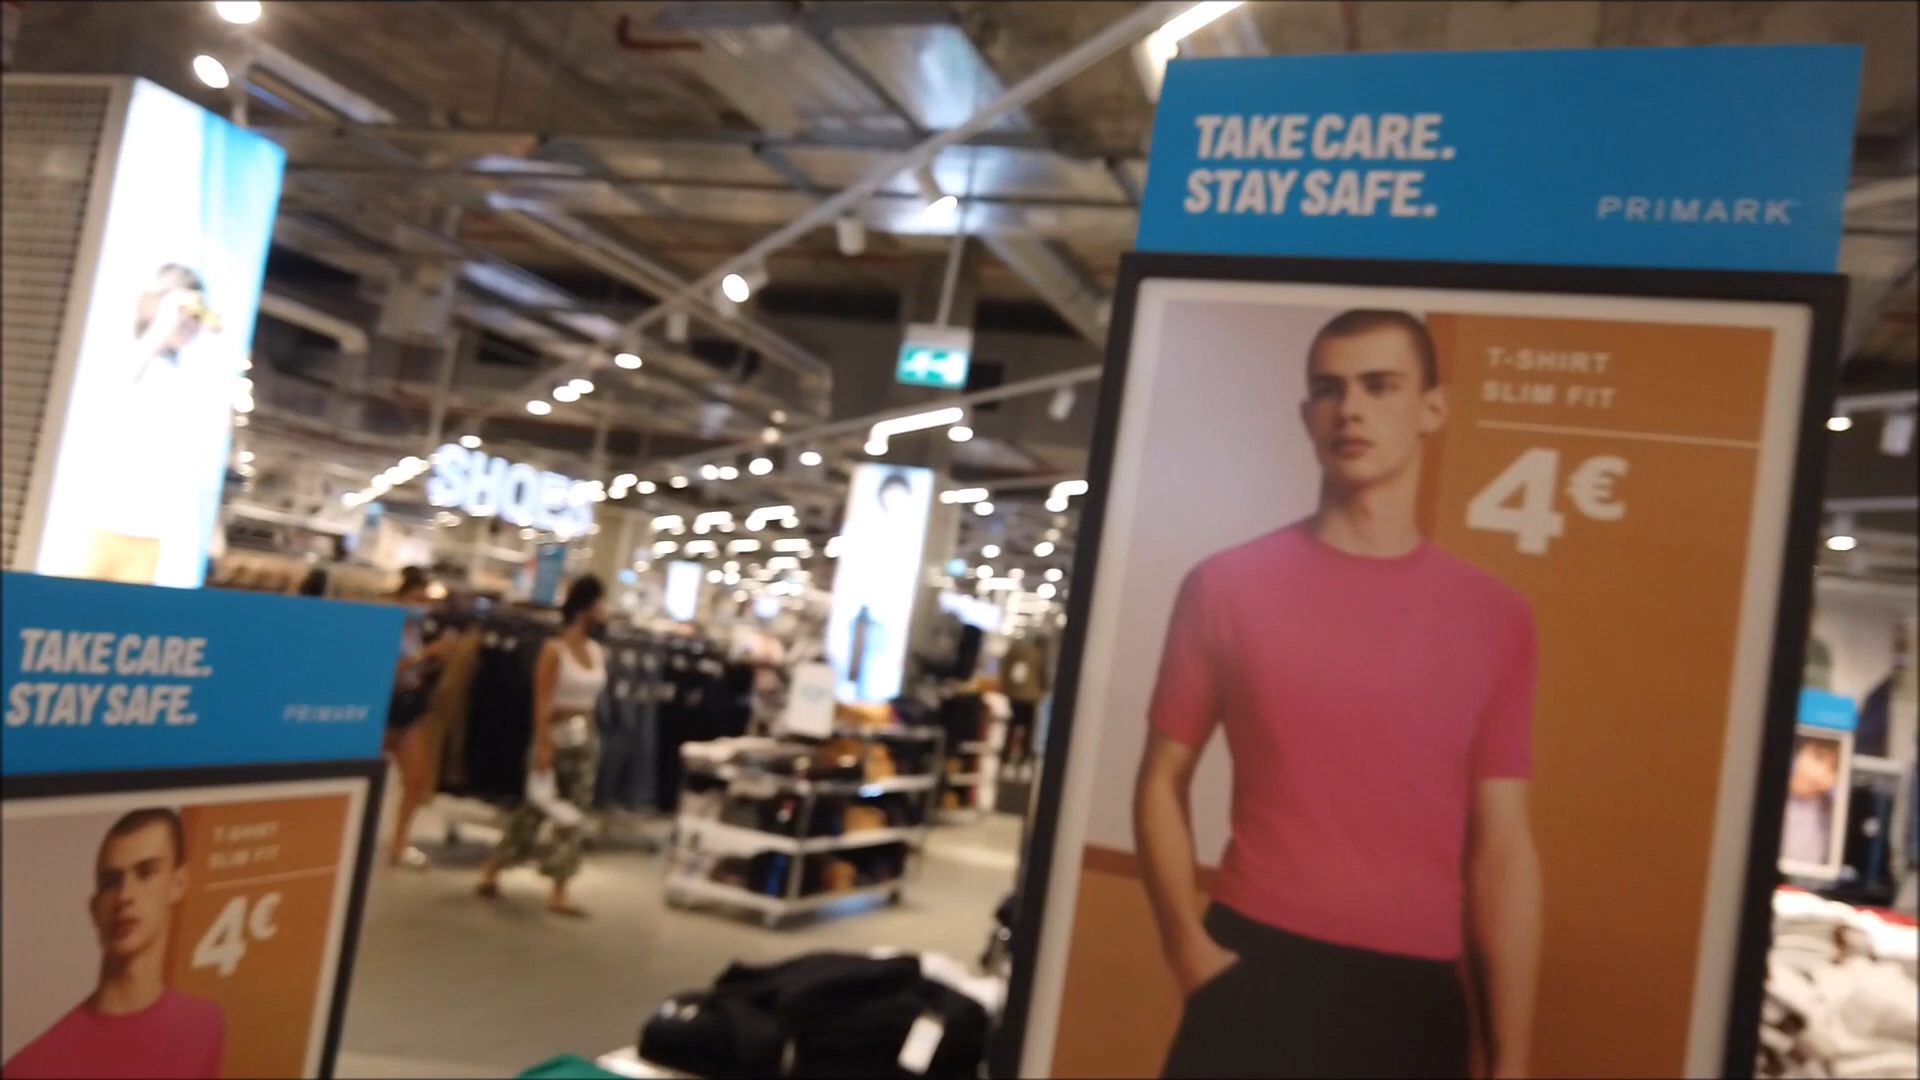 TAKE CARE.
STAY SAFE.
PRIMARK
T-SHIRT
SLIM FIT
4€
SHOES
TAKE CARE.
STAY SAFE.
PRIMARK
T-SHIRT
SLIM FIT
4€